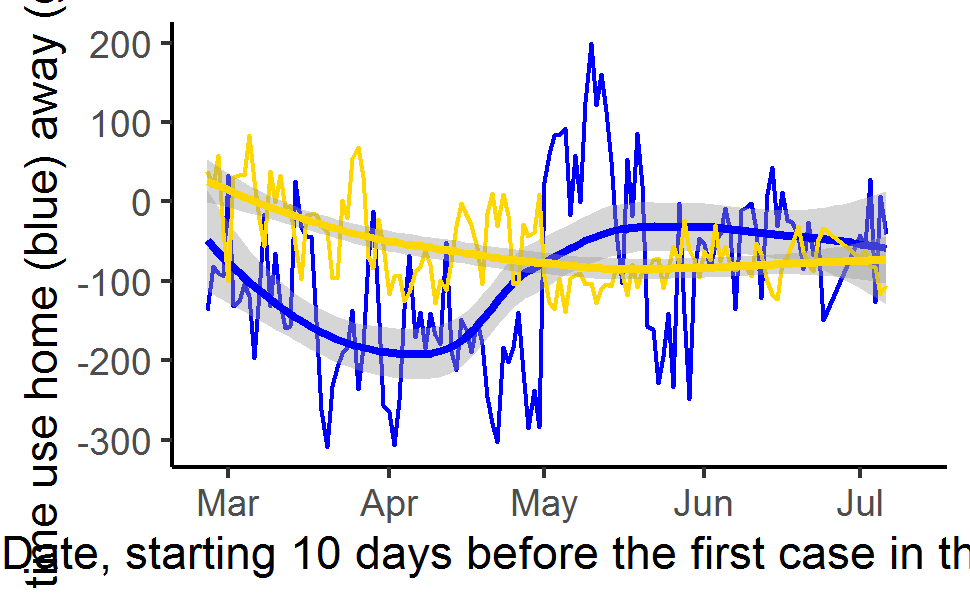 time use home (blue) away (
200
100
0
-100
-200
-300
Mar Apr May Jun Jul
Date, starting 10 days before the first case in th